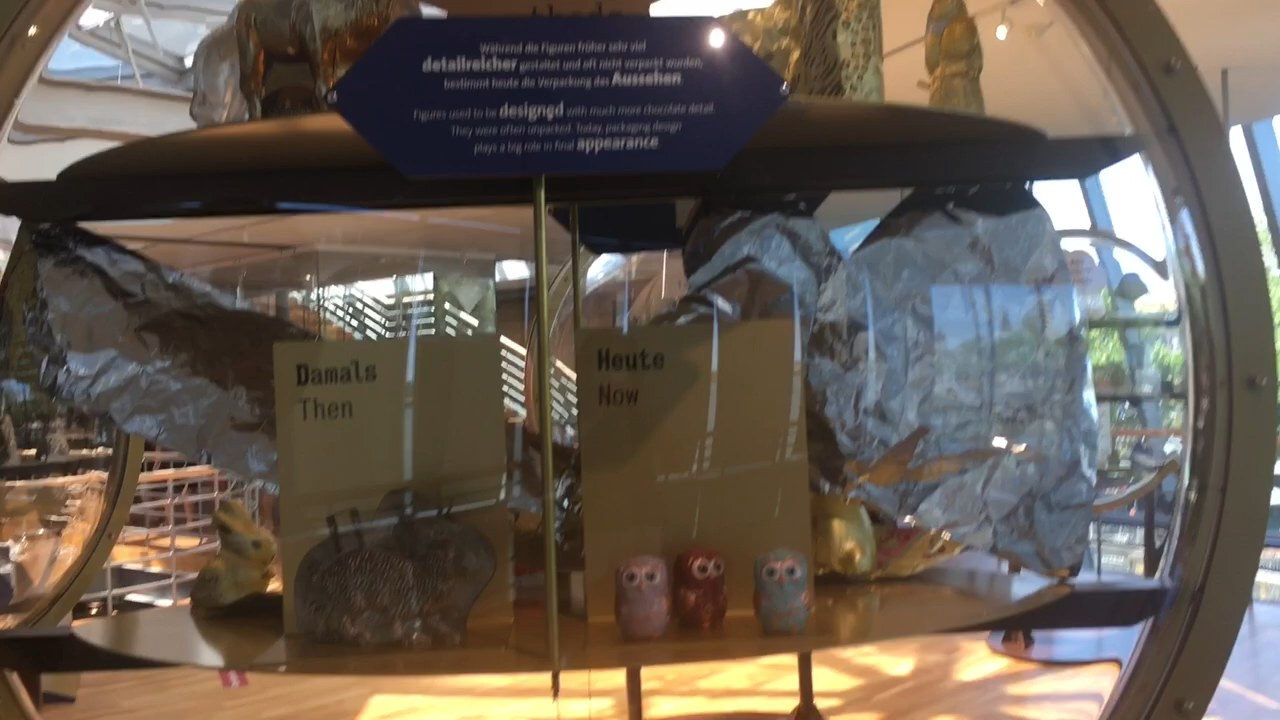 Während die Figuren früher sehr viel
detailreicher gestaltet und oft nicht verpackt wurden,
bestimmt heute die Verpackung das Aussehen.
Figures used to be designed with much more chocolate detail.
They were often unpacked. Today, packaging design
plays a big role in final appearance
Damals
Then
Heute
Now